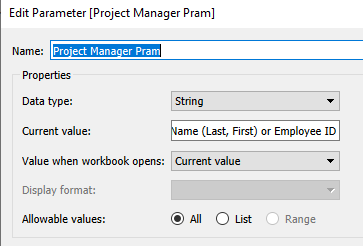 Edit Parameter [Project Manager Pram]
Name: Project Manager Pram
Properties
Data type: String
Current value: Name (Last, First) or Employee ID
Value when workbook opens: Current value
Display format:
Allowable values: All List Range